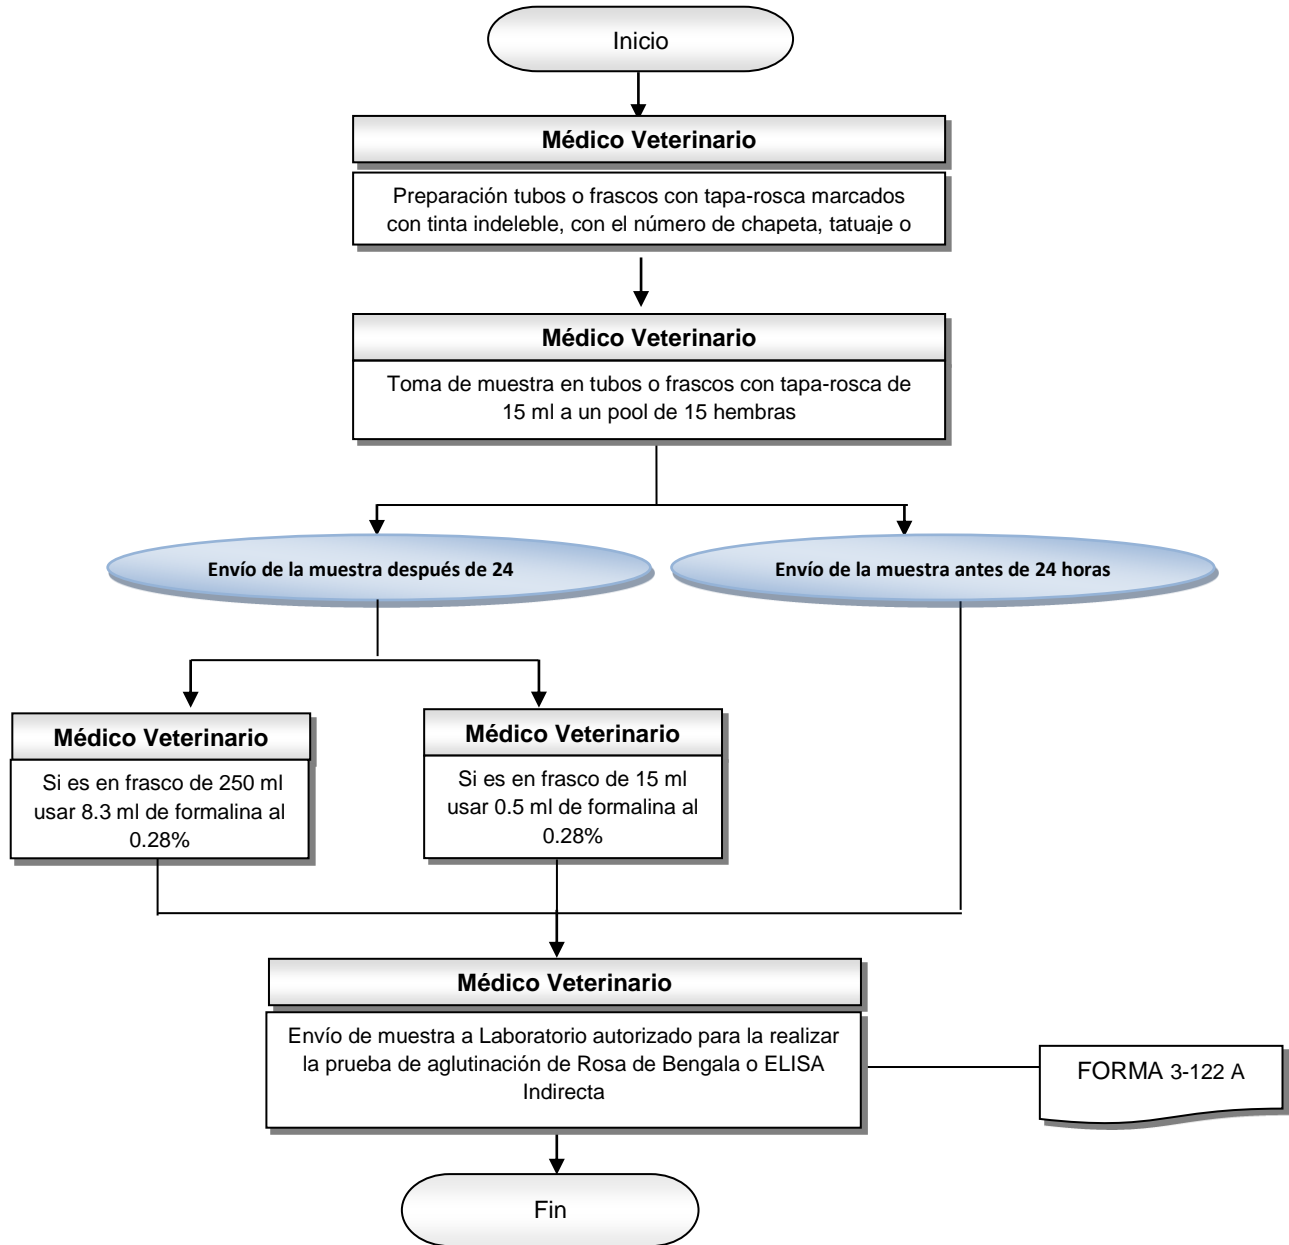 Inicio
Médico Veterinario
Preparación tubos o frascos con tapa-rosca marcados
con tinta indeleble, con el número de chapeta, tatuaje o
Médico Veterinario
Toma de muestra en tubos o frascos con tapa-rosca de
15 ml a un pool de 15 hembras
Envío de la muestra después de 24
Envío de la muestra antes de 24 horas
Médico Veterinario
Si es en frasco de 250 ml
usar 8.3 ml de formalina al
0.28%
Médico Veterinario
Si es en frasco de 15 ml
usar 0.5 ml de formalina al
0.28%
Médico Veterinario
Envío de muestra a Laboratorio autorizado para la realizar
la prueba de aglutinación de Rosa de Bengala o ELISA
Indirecta
FORMA 3-122 A
Fin